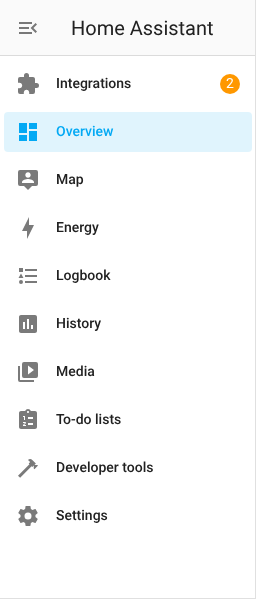 Home Assistant
Integrations 2
Overview
Map
Energy
Logbook
History
Media
To-do lists
Developer tools
Settings